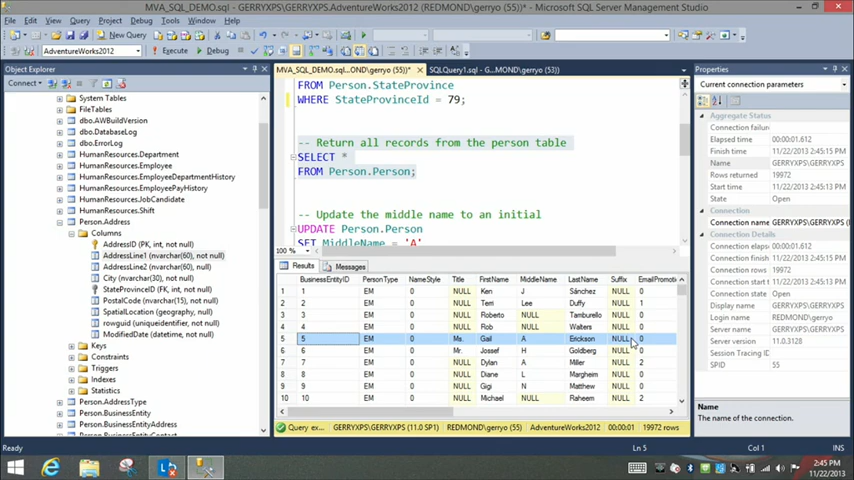 MVA_SQL_DEMO.sql - GERRYXPS.AdventureWorks2012 (REDMOND\gerryo (55))* - Microsoft SQL Server Management Studio
File Edit View Query Project Debug Tools Window Help
New Query
AdventureWorks2012 Execute Debug
Object Explorer
Connect
System Tables
FileTables
dbo.AWBuildVersion
dbo.DatabaseLog
dbo.ErrorLog
HumanResources.Department
HumanResources.Employee
HumanResources.EmployeeDepartmentHistory
HumanResources.EmployeePayHistory
HumanResources.JobCandidate
HumanResources.Shift
Person.Address
Columns
AddressID (PK, int, not null)
AddressLine1 (nvarchar(60), not null)
AddressLine2 (nvarchar(60), null)
City (nvarchar(30), not null)
StateProvinceID (FK, int, not null)
PostalCode (nvarchar(15), not null)
SpatialLocation (geography, null)
rowguid (uniqueidentifier, not null)
ModifiedDate (datetime, not null)
Keys
Constraints
Triggers
Indexes
Statistics
Person.AddressType
Person.BusinessEntity
Person.BusinessEntityAddress
MVA_SQL_DEMO.sql...OND\gerryo (55))* SQLQuery1.sql - G...MOND\gerryo (53))
FROM Person.StateProvince
WHERE StateProvinceId = 79;
-- Return all records from the person table
SELECT *
FROM Person.Person;
-- Update the middle name to an initial
UPDATE Person.Person
SET MiddleName = 'A'
100 %
Results Messages
BusinessEntityID PersonType NameStyle Title FirstName MiddleName LastName Suffix EmailPromoti
1 1 EM 0 NULL Ken J Sánchez NULL 0
2 2 EM 0 NULL Terri Lee Duffy NULL 1
3 3 EM 0 NULL Roberto NULL Tamburello NULL 0
4 4 EM 0 NULL Rob NULL Walters NULL 0
5 5 EM 0 Ms. Gail A Erickson NULL 0
6 6 EM 0 Mr. Jossef H Goldberg NULL 0
7 7 EM 0 NULL Dylan A Miller NULL 2
8 8 EM 0 NULL Diane L Margheim NULL 0
9 9 EM 0 NULL Gigi N Matthew NULL 0
10 10 EM 0 NULL Michael NULL Raheem NULL 2
Query ex... GERRYXPS\GERRYXPS (11.0 SP1) REDMOND\gerryo (55) AdventureWorks2012 00:00:01 19972 rows
Properties
Current connection parameters
Aggregate Status
Connection failure
Elapsed time 00:00:01.612
Finish time 11/22/2013 2:45:15 PM
Name GERRYXPS\GERRYXPS
Rows returned 19972
Start time 11/22/2013 2:45:13 PM
State Open
Connection
Connection name GERRYXPS\GERRYXPS (R
Connection Details
Connection elapse 00:00:01.612
Connection finish 11/22/2013 2:45:15 PM
Connection rows 19972
Connection start 11/22/2013 2:45:13 PM
Connection state Open
Display name GERRYXPS\GERRYXPS
Login name REDMOND\gerryo
Server name GERRYXPS\GERRYXPS
Server version 11.0.3128
Session Tracing ID
SPID 55
Name
The name of the connection.
Ready Ln 5 Col 1 INS
2:45 PM
11/22/2013